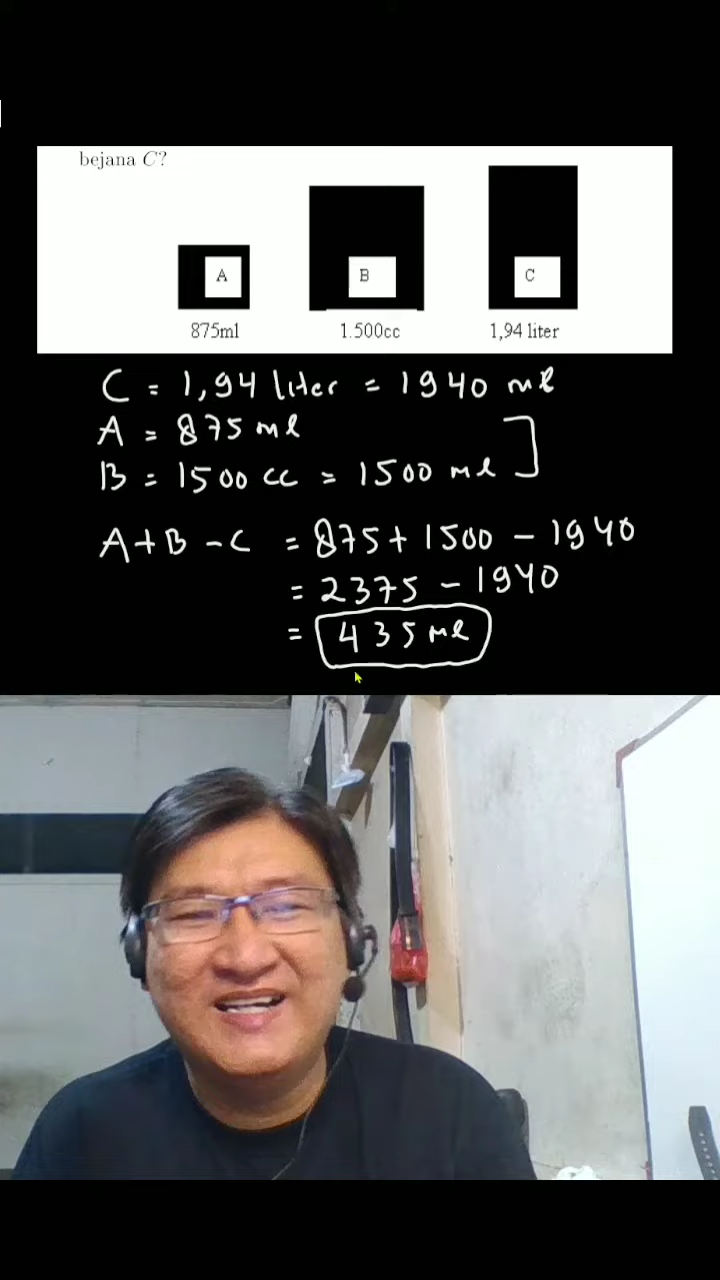 bejana C?
A B C
875ml 1.500cc 1,94 liter
C = 1,94 liter = 1940 ml
A = 875 ml
B = 1500 cc = 1500 ml
A+B-C = 875+1500-1940
= 2375-1940
= 435 ml